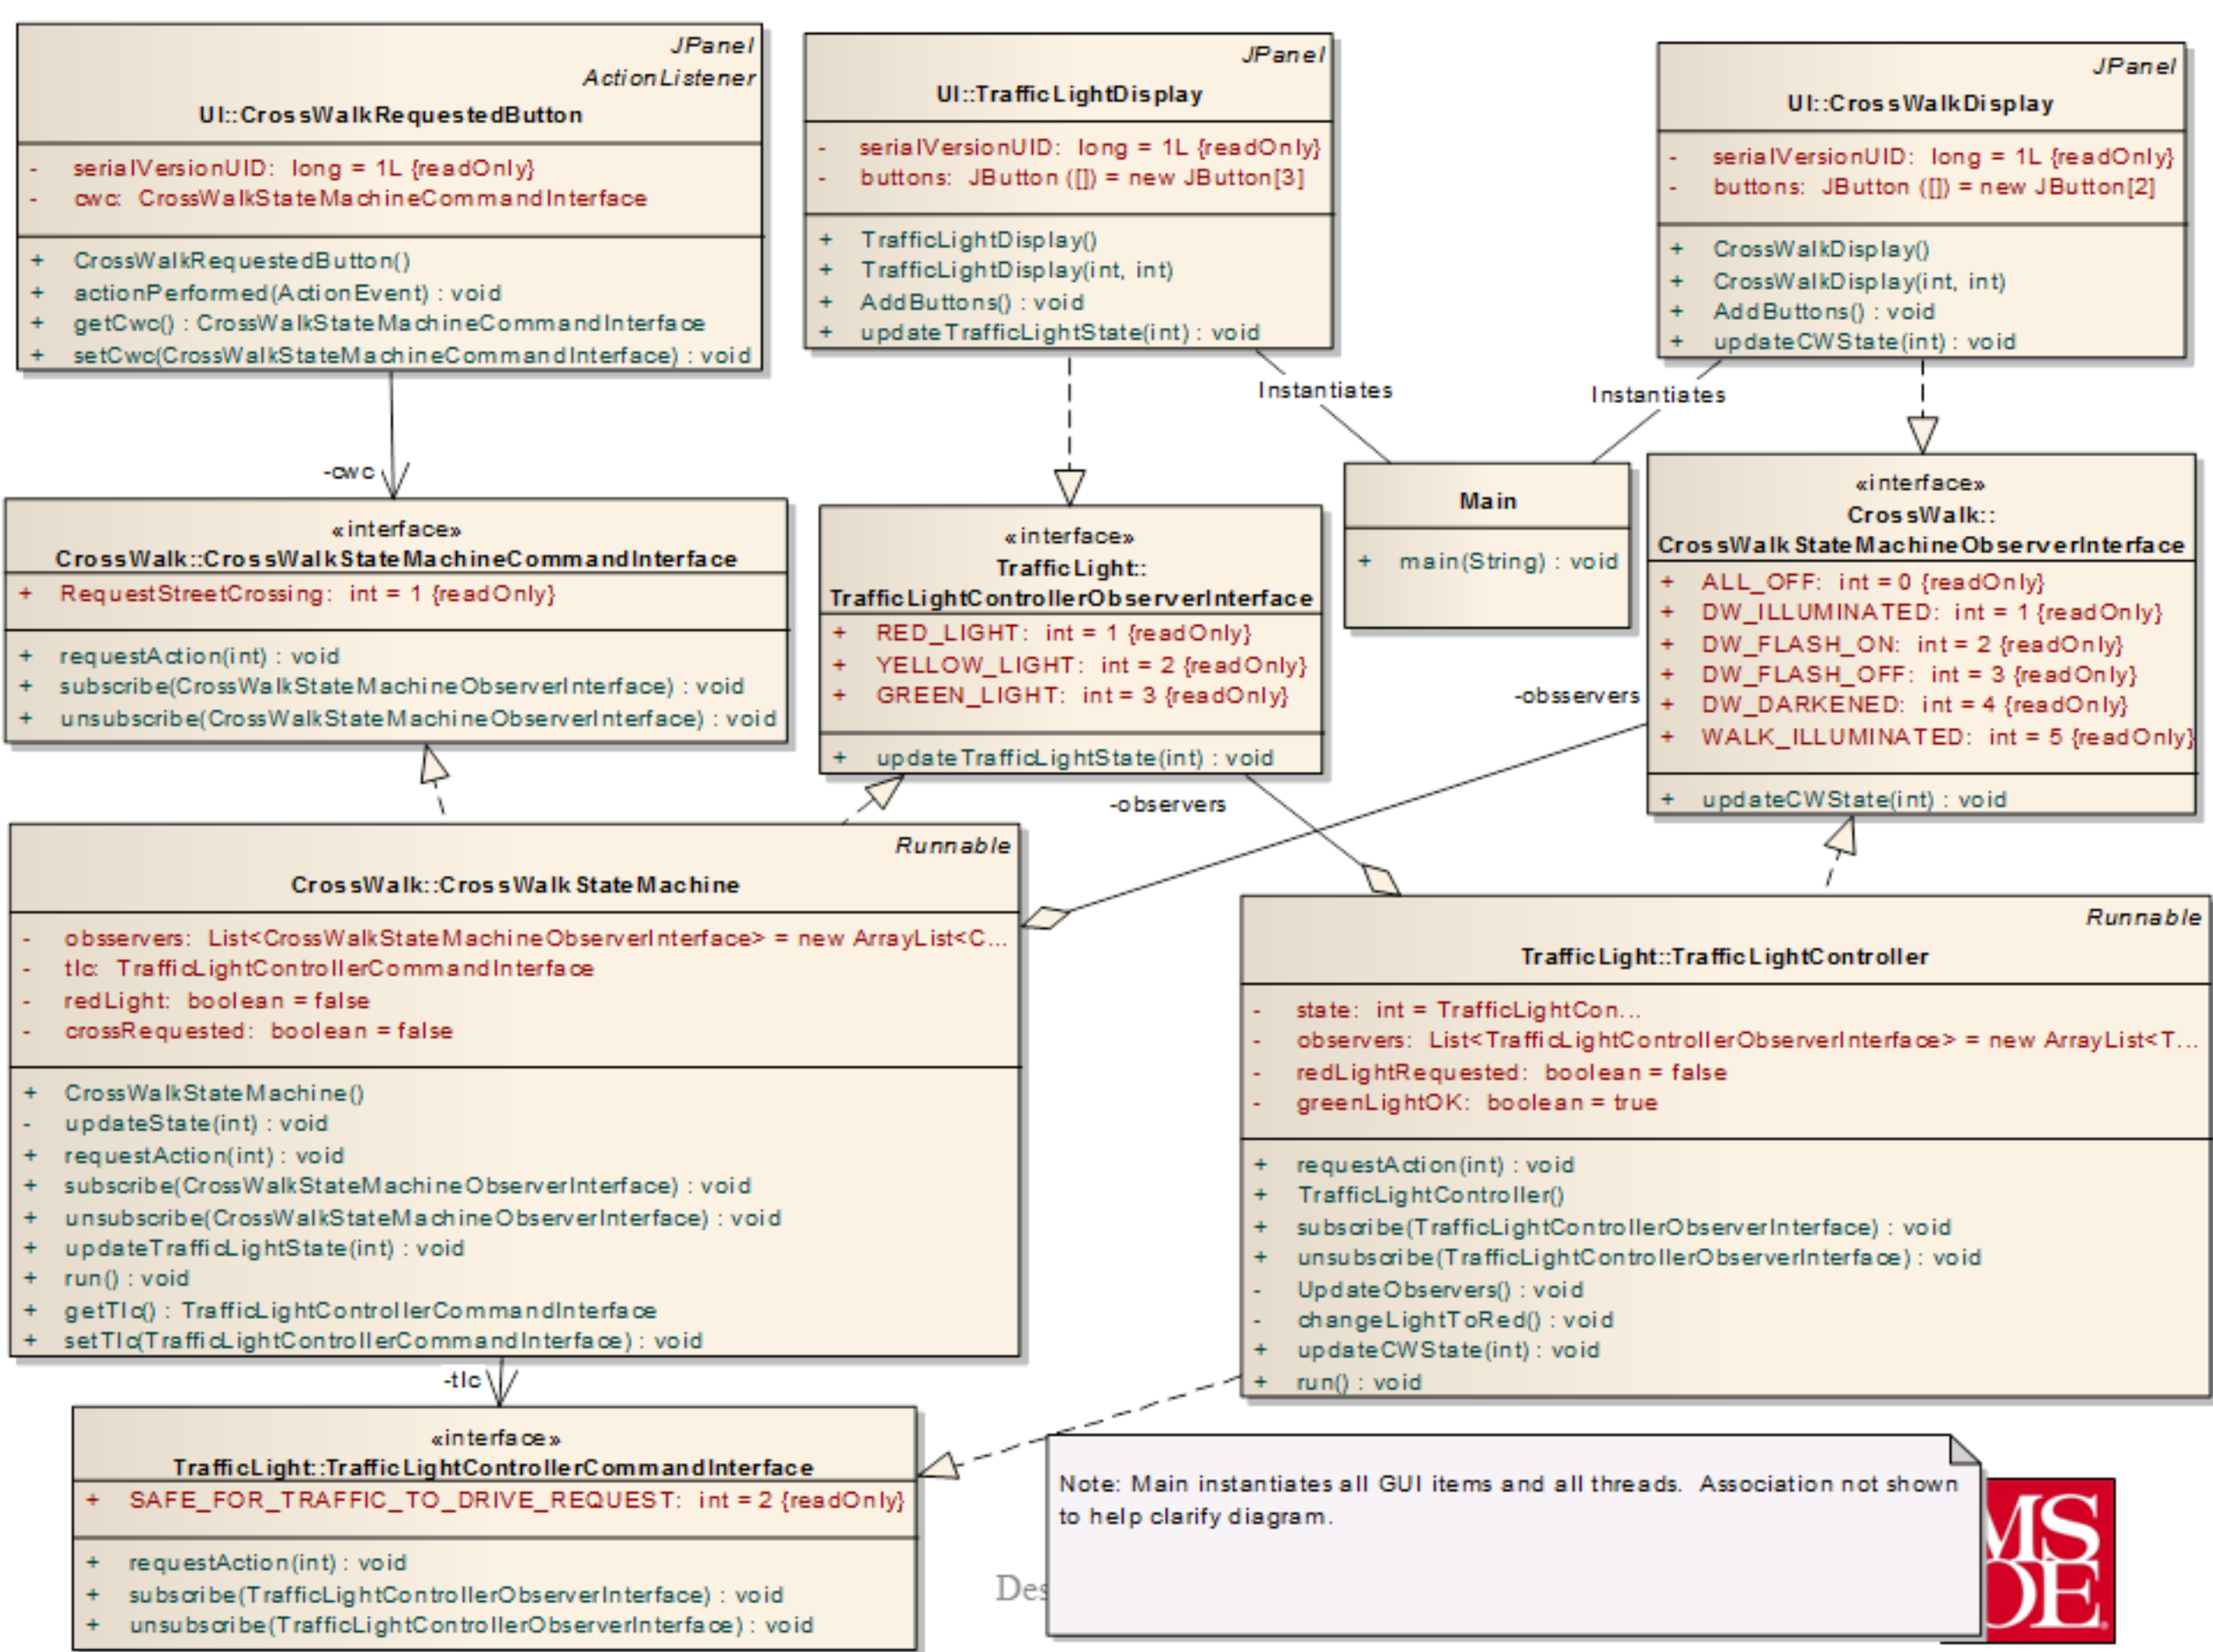 JPanel
ActionListener
UI::CrossWalkRequestedButton
- serialVersionUID: long = 1L {readOnly}
- cwc: CrossWalkStateMachineCommandInterface
+ CrossWalkRequestedButton()
+ actionPerformed(ActionEvent) : void
+ getCwc() : CrossWalkStateMachineCommandInterface
+ setCwc(CrossWalkStateMachineCommandInterface) : void
JPanel
UI::TrafficLightDisplay
- serialVersionUID: long = 1L {readOnly}
- buttons: JButton ([]) = new JButton[3]
+ TrafficLightDisplay()
+ TrafficLightDisplay(int, int)
+ AddButtons() : void
+ updateTrafficLightState(int) : void
JPanel
UI::CrossWalkDisplay
- serialVersionUID: long = 1L {readOnly}
- buttons: JButton ([]) = new JButton[2]
+ CrossWalkDisplay()
+ CrossWalkDisplay(int, int)
+ AddButtons() : void
+ updateCWState(int) : void
Instantiates
Instantiates
-cwc
«interface»
CrossWalk::CrossWalkStateMachineCommandInterface
+ RequestStreetCrossing: int = 1 {readOnly}
+ requestAction(int) : void
+ subscribe(CrossWalkStateMachineObserverInterface) : void
+ unsubscribe(CrossWalkStateMachineObserverInterface) : void
«interface»
TrafficLight::
TrafficLightControllerObserverInterface
+ RED_LIGHT: int = 1 {readOnly}
+ YELLOW_LIGHT: int = 2 {readOnly}
+ GREEN_LIGHT: int = 3 {readOnly}
+ updateTrafficLightState(int) : void
Main
+ main(String) : void
«interface»
CrossWalk::
CrossWalkStateMachineObserverInterface
+ ALL_OFF: int = 0 {readOnly}
+ DW_ILLUMINATED: int = 1 {readOnly}
+ DW_FLASH_ON: int = 2 {readOnly}
+ DW_FLASH_OFF: int = 3 {readOnly}
+ DW_DARKENED: int = 4 {readOnly}
+ WALK_ILLUMINATED: int = 5 {readOnly}
+ updateCWState(int) : void
-obsservers
-observers
Runnable
CrossWalk::CrossWalkStateMachine
- obsservers: List<CrossWalkStateMachineObserverInterface> = new ArrayList<C...
- tlc: TrafficLightControllerCommandInterface
- redLight: boolean = false
- crossRequested: boolean = false
+ CrossWalkStateMachine()
- updateState(int) : void
+ requestAction(int) : void
+ subscribe(CrossWalkStateMachineObserverInterface) : void
+ unsubscribe(CrossWalkStateMachineObserverInterface) : void
+ updateTrafficLightState(int) : void
+ run() : void
+ getTlc() : TrafficLightControllerCommandInterface
+ setTlc(TrafficLightControllerCommandInterface) : void
Runnable
TrafficLight::TrafficLightController
- state: int = TrafficLightCon...
- observers: List<TrafficLightControllerObserverInterface> = new ArrayList<T...
- redLightRequested: boolean = false
- greenLightOK: boolean = true
+ requestAction(int) : void
+ TrafficLightController()
+ subscribe(TrafficLightControllerObserverInterface) : void
+ unsubscribe(TrafficLightControllerObserverInterface) : void
- UpdateObservers() : void
- changeLightToRed() : void
+ updateCWState(int) : void
+ run() : void
-tlc
«interface»
TrafficLight::TrafficLightControllerCommandInterface
+ SAFE_FOR_TRAFFIC_TO_DRIVE_REQUEST: int = 2 {readOnly}
+ requestAction(int) : void
+ subscribe(TrafficLightControllerObserverInterface) : void
+ unsubscribe(TrafficLightControllerObserverInterface) : void
Note: Main instantiates all GUI items and all threads. Association not shown
to help clarify diagram.
Des
MS
OE